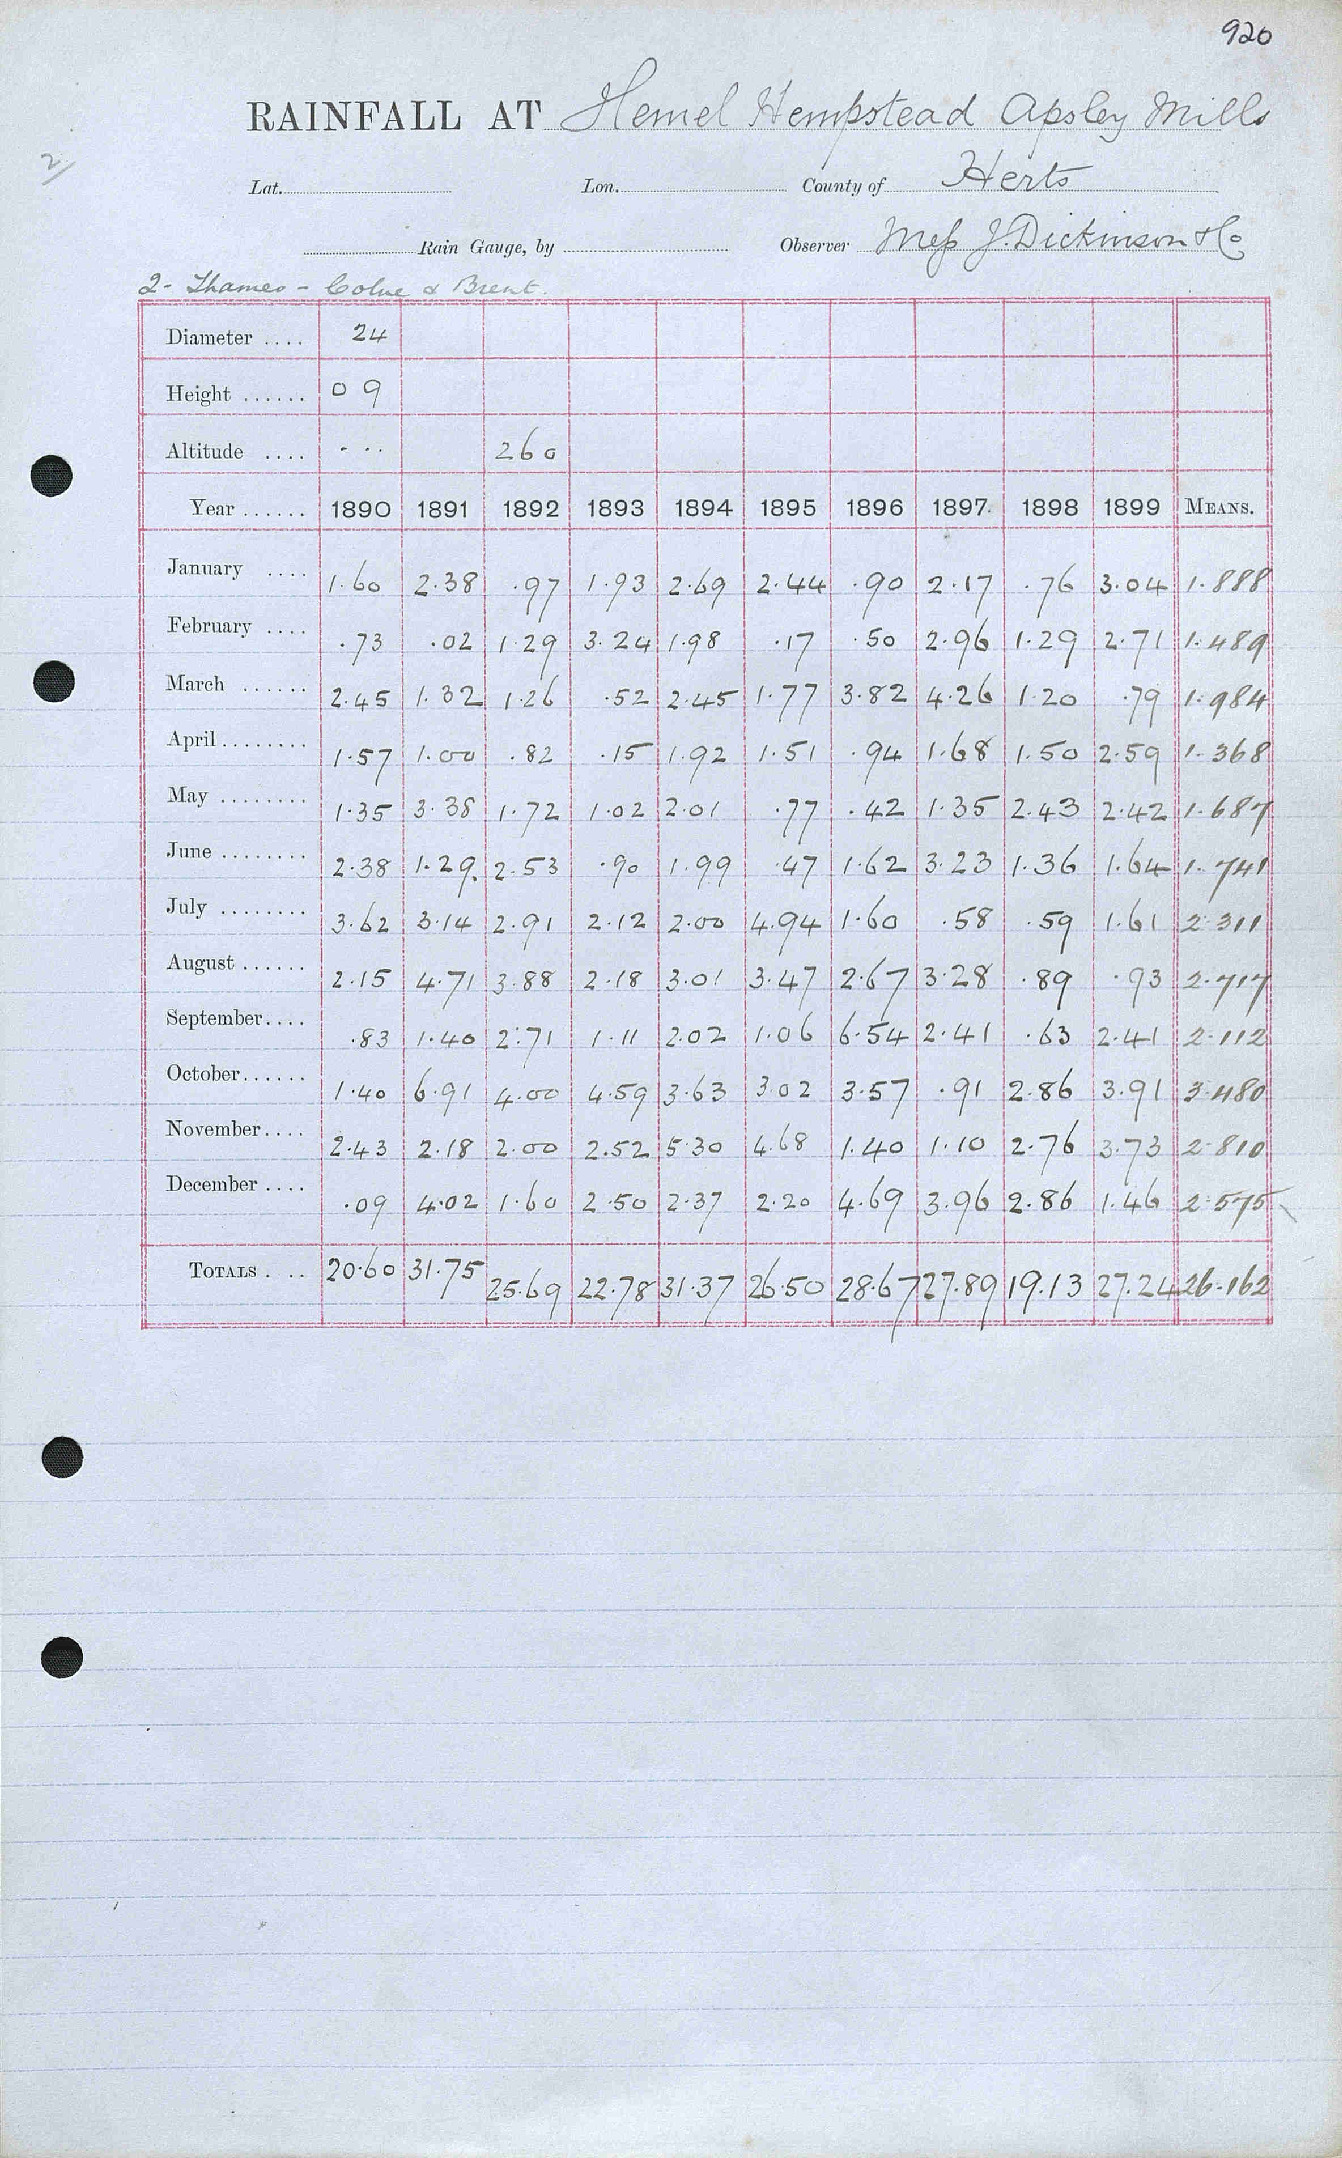 920
RAINFALL AT Hemel Hempstead Apsley Mills
2
Lat. Lon. County of Herts
Rain Gauge, by Observer Mess J. Dickinson & Co
2 - Thames - Colne & Brent.
Diameter .... 24
Height ...... 0 9
Altitude .... - .. 260
Year ...... 1890 1891 1892 1893 1894 1895 1896 1897 1898 1899 MEANS.
January .... 1.60 2.38 .97 1.93 2.69 2.44 .90 2.17 .76 3.04 1.888
February .... .73 .02 1.29 3.24 1.98 .17 .50 2.96 1.29 2.71 1.489
March ...... 2.45 1.32 1.26 .52 2.45 1.77 3.82 4.26 1.20 .79 1.984
April ........ 1.57 1.00 .82 .15 1.92 1.51 .94 1.68 1.50 2.59 1.368
May ........ 1.35 3.38 1.72 1.02 2.01 .77 .42 1.35 2.43 2.42 1.687
June ........ 2.38 1.29 2.53 .90 1.99 .47 1.62 3.23 1.36 1.64 1.741
July ........ 3.62 3.14 2.91 2.12 2.00 4.94 1.60 .58 .59 1.61 2.311
August ...... 2.15 4.71 3.88 2.18 3.01 3.47 2.67 3.28 .89 .93 2.717
September.... .83 1.40 2.71 1.11 2.02 1.06 6.54 2.41 .63 2.41 2.112
October...... 1.40 6.91 4.00 4.59 3.63 3.02 3.57 .91 2.86 3.91 3.480
November.... 2.43 2.18 2.00 2.52 5.30 4.68 1.40 1.10 2.76 3.73 2.810
December .... .09 4.02 1.60 2.50 2.37 2.20 4.69 3.96 2.86 1.46 2.575
TOTALS . .. 20.60 31.75 25.69 22.78 31.37 26.50 28.67 27.89 19.13 27.24 26.162